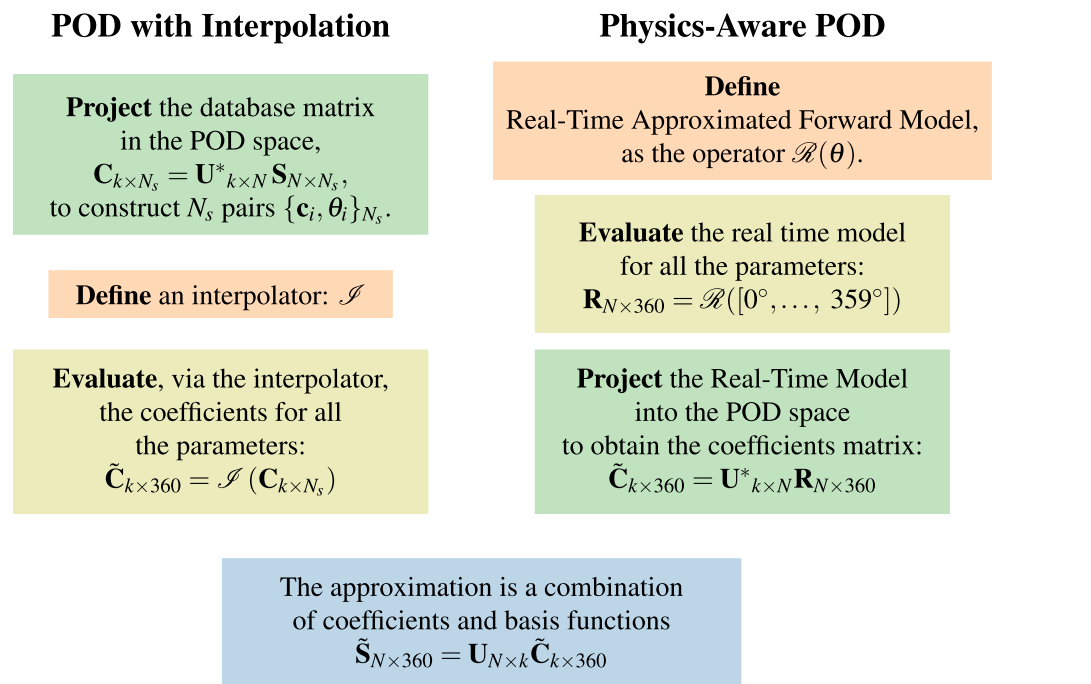 POD with Interpolation
Project the database matrix
in the POD space,
C_{k×N_s} = U*_{k×N} S_{N×N_s},
to construct N_s pairs {c_i, θ_i}_{N_s}.
Define an interpolator: ℐ
Evaluate, via the interpolator,
the coefficients for all
the parameters:
C̃_{k×360} = ℐ (C_{k×N_s})
Physics-Aware POD
Define
Real-Time Approximated Forward Model,
as the operator ℛ(θ).
Evaluate the real time model
for all the parameters:
R_{N×360} = ℛ([0°,..., 359°])
Project the Real-Time Model
into the POD space
to obtain the coefficients matrix:
C̃_{k×360} = U*_{k×N} R_{N×360}
The approximation is a combination
of coefficients and basis functions
S̃_{N×360} = U_{N×k} C̃_{k×360}